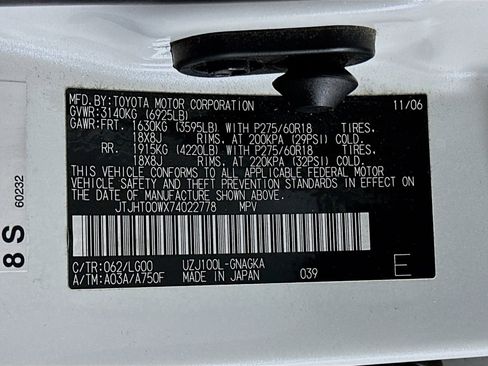 MFD.BY:TOYOTA MOTOR CORPORATION 11/06
GVWR:3140KG (6925LB)
GAWR:FRT. 1630KG (3595LB) WITH P275/60R18 TIRES.
18X8J RIMS. AT 200KPA (29PSI) COLD.
RR. 1915KG (4220LB) WITH P275/60R18 TIRES.
18X8J RIMS. AT 220KPA (32PSI) COLD.
THIS VEHICLE CONFORMS TO ALL APPLICABLE FEDERAL MOTOR
VEHICLE SAFETY AND THEFT PREVENTION STANDARDS IN EFFECT ON
THE DATE OF MANUFACTURE SHOWN ABOVE.
JTJHT00WX74022778 MPV
C/TR:062/LG00 UZJ100L-GNAGKA
A/TM:A03A/A750F MADE IN JAPAN 039 E
8 S
60232